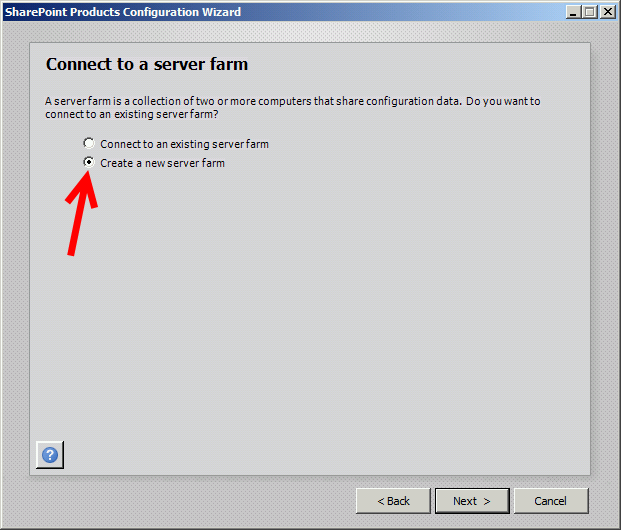 SharePoint Products Configuration Wizard
Connect to a server farm
A server farm is a collection of two or more computers that share configuration data. Do you want to
connect to an existing server farm?
Connect to an existing server farm
Create a new server farm
?
< Back
Next >
Cancel